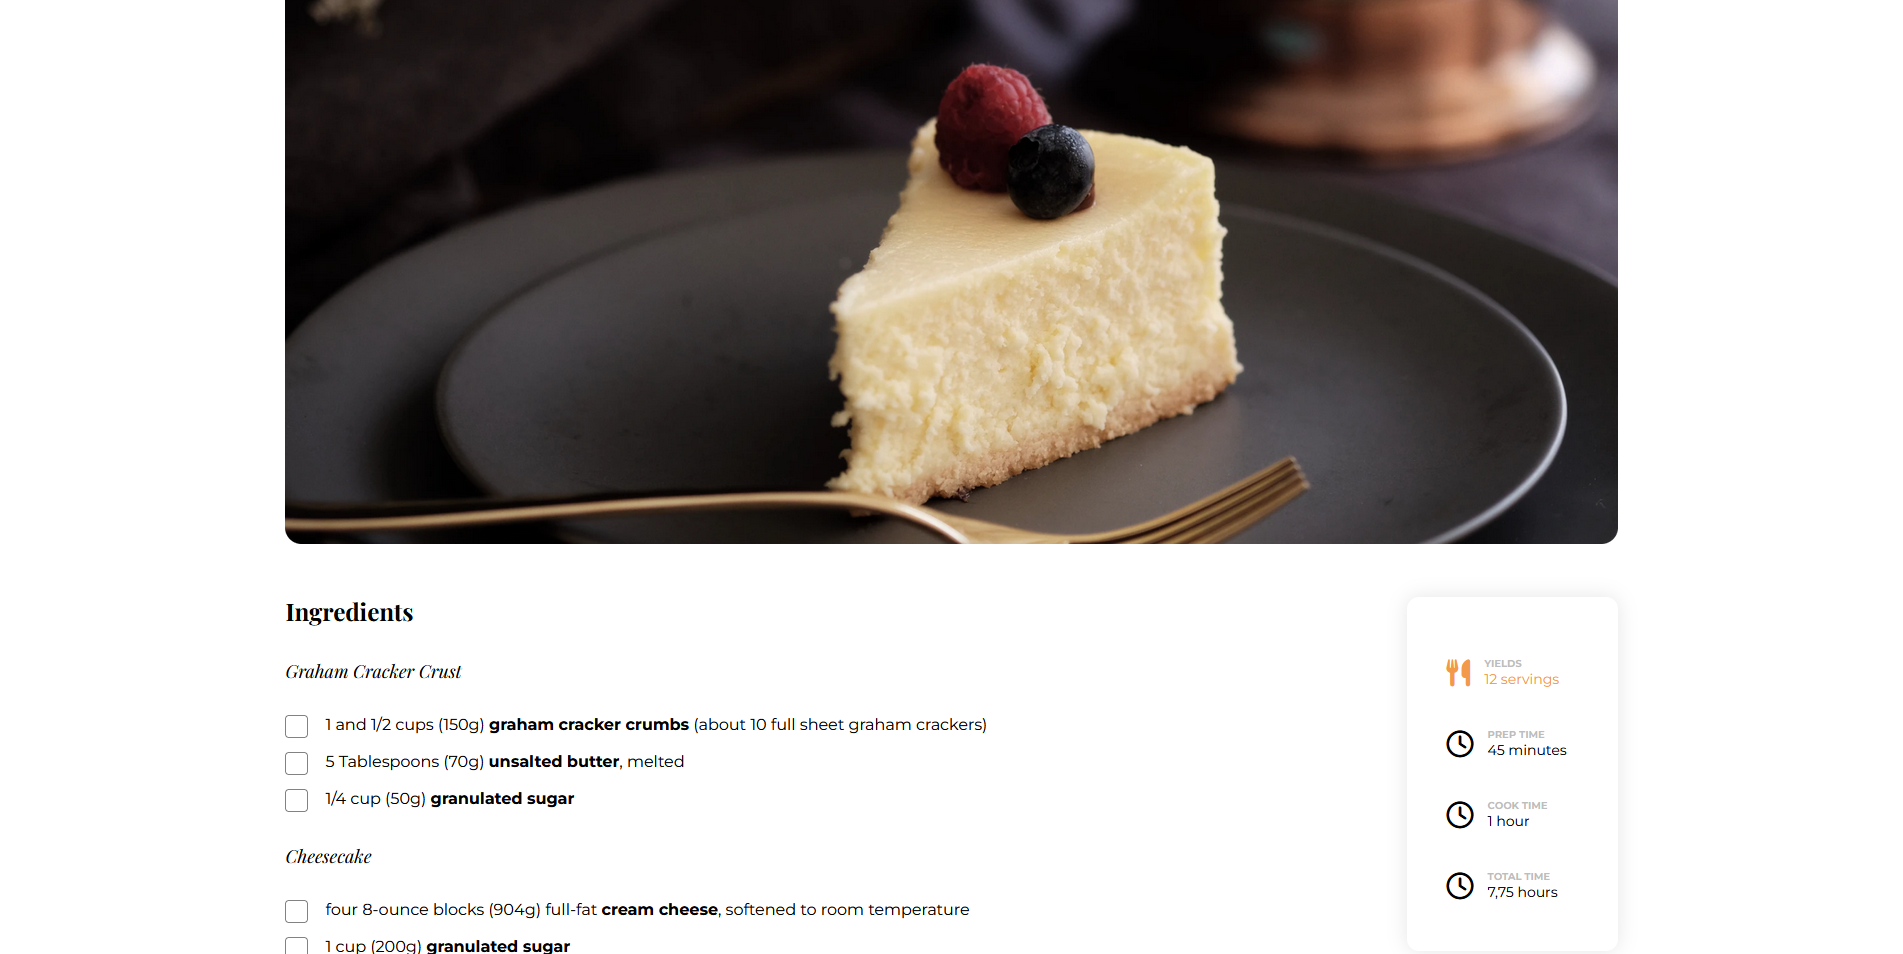 Ingredients
Graham Cracker Crust
1 and 1/2 cups (150g) graham cracker crumbs (about 10 full sheet graham crackers)
5 Tablespoons (70g) unsalted butter, melted
1/4 cup (50g) granulated sugar
Cheesecake
four 8-ounce blocks (904g) full-fat cream cheese, softened to room temperature
1 cup (200g) granulated sugar
YIELDS
12 servings
PREP TIME
45 minutes
COOK TIME
1 hour
TOTAL TIME
7,75 hours